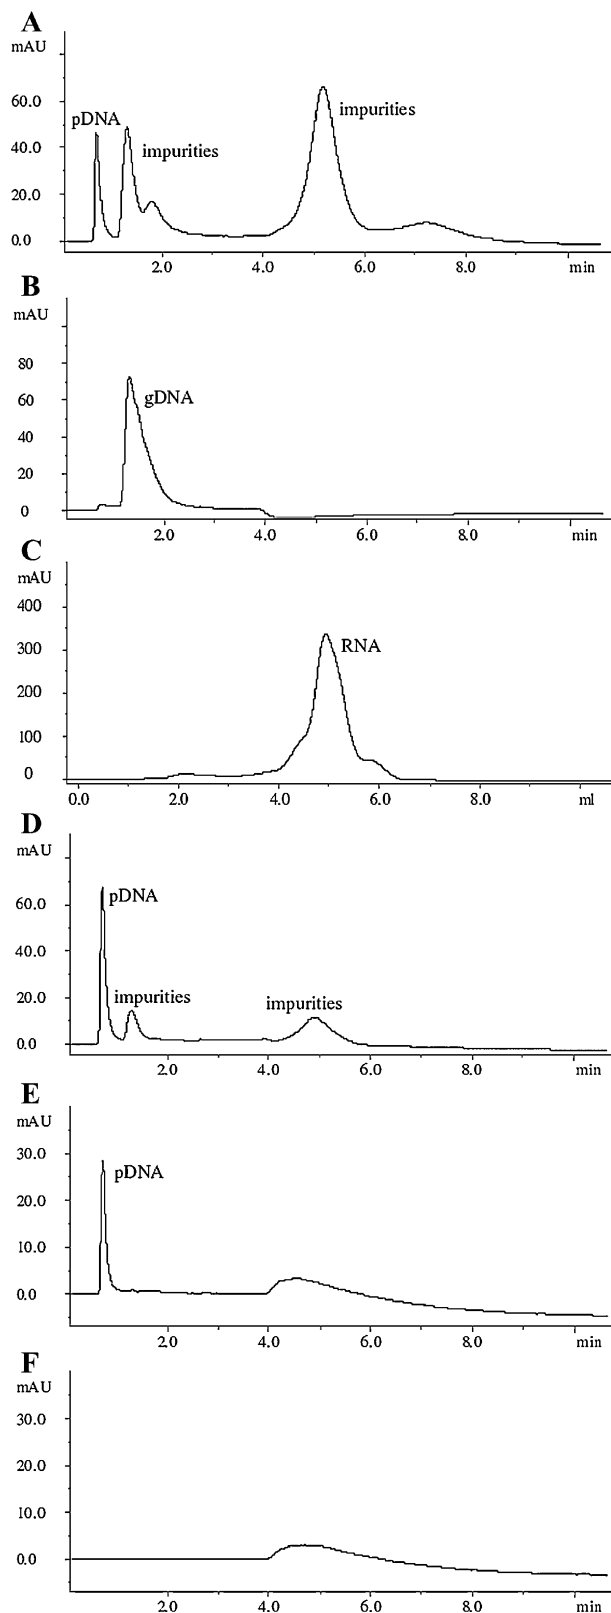 A
mAU
60.0
pDNA
impurities
40.0
impurities
20.0
0.0
2.0 4.0 6.0 8.0 min
B
mAU
80
60
gDNA
40
20
0
2.0 4.0 6.0 8.0 min
C
mAU
400
300
RNA
200
100
0
0.0 2.0 4.0 6.0 8.0 ml
D
mAU
pDNA
60.0
40.0
impurities impurities
20.0
0.0
2.0 4.0 6.0 8.0 min
E
mAU
30.0
pDNA
20.0
10.0
0.0
2.0 4.0 6.0 8.0 min
F
mAU
30.0
20.0
10.0
0.0
2.0 4.0 6.0 8.0 min